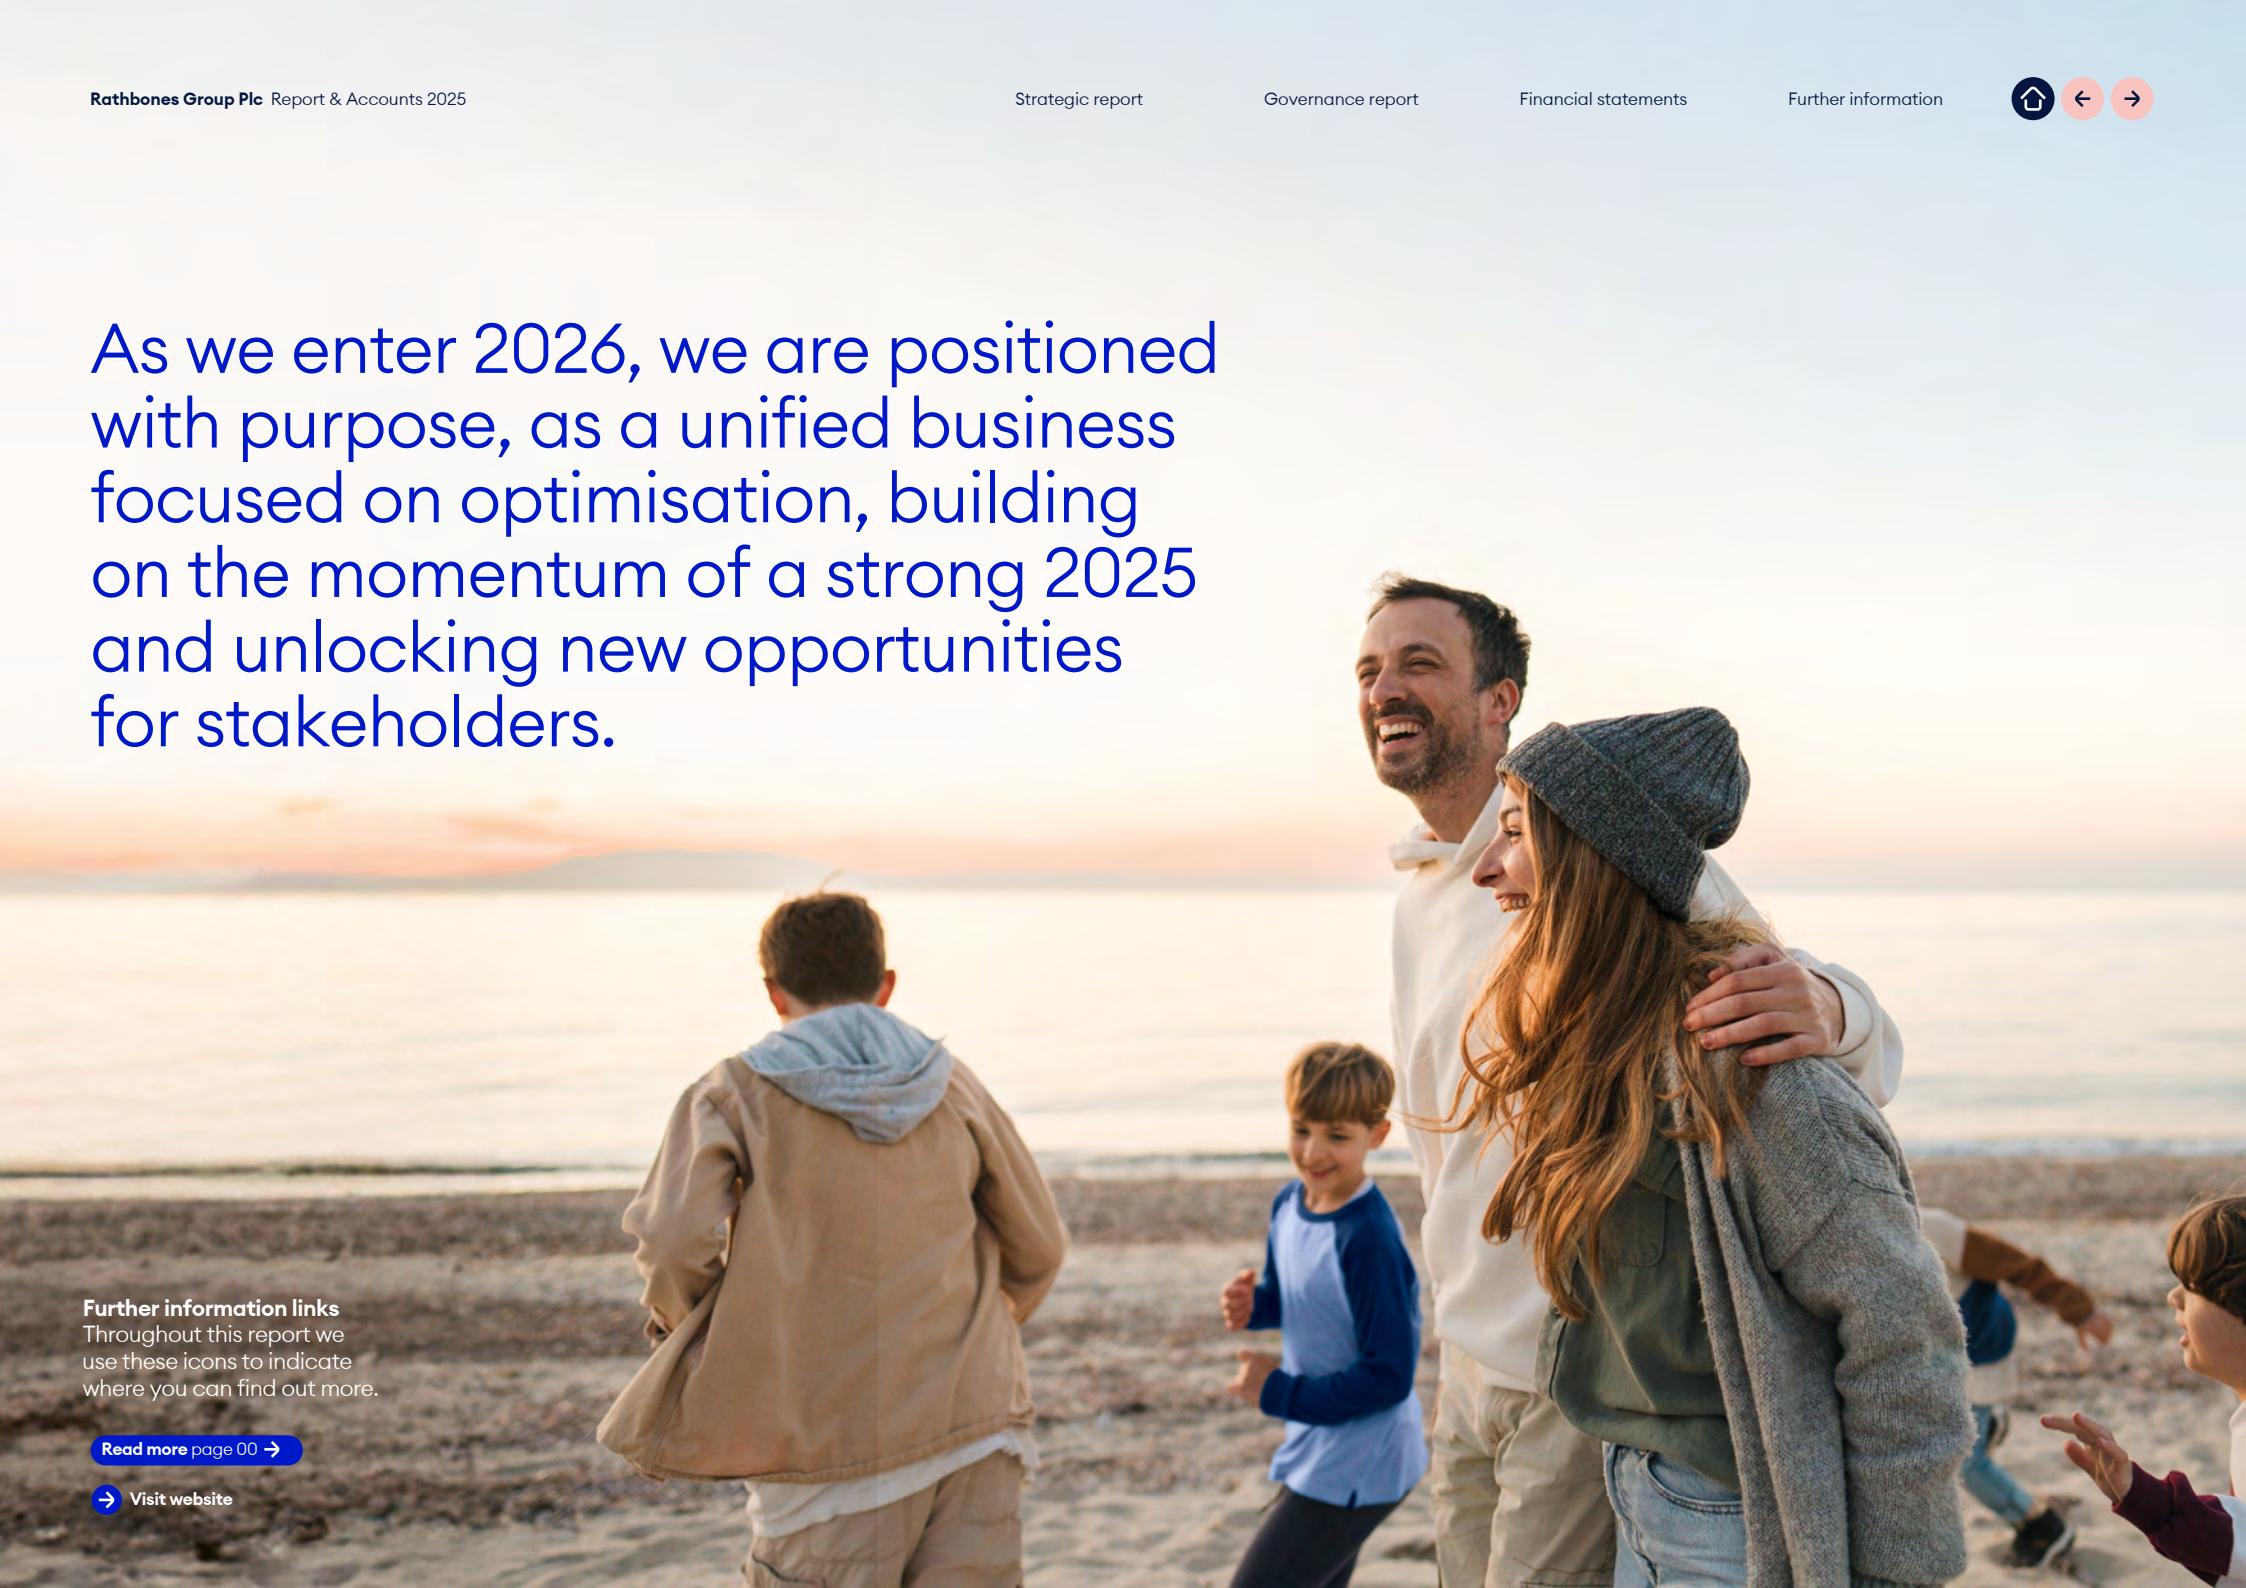 Rathbones Group Plc Report & Accounts 2025
Strategic report
Governance report
Financial statements
Further information
As we enter 2026, we are positioned
with purpose, as a unified business
focused on optimisation, building
on the momentum of a strong 2025
and unlocking new opportunities
for stakeholders.
Further information links
Throughout this report we
use these icons to indicate
where you can find out more.
Read more page 00
Visit website